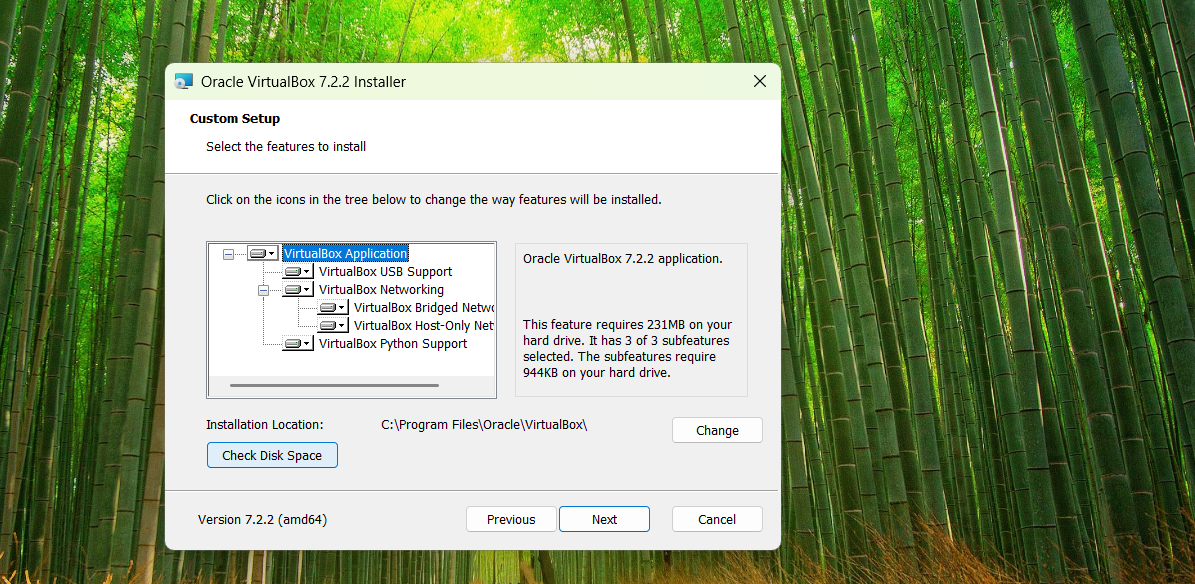 Oracle VirtualBox 7.2.2 Installer
Custom Setup
Select the features to install
Click on the icons in the tree below to change the way features will be installed.
VirtualBox Application
VirtualBox USB Support
VirtualBox Networking
VirtualBox Bridged Netwo
VirtualBox Host-Only Net
VirtualBox Python Support
Oracle VirtualBox 7.2.2 application.
This feature requires 231MB on your
hard drive. It has 3 of 3 subfeatures
selected. The subfeatures require
944KB on your hard drive.
Installation Location:
C:\Program Files\Oracle\VirtualBox\
Change
Check Disk Space
Version 7.2.2 (amd64)
Previous
Next
Cancel